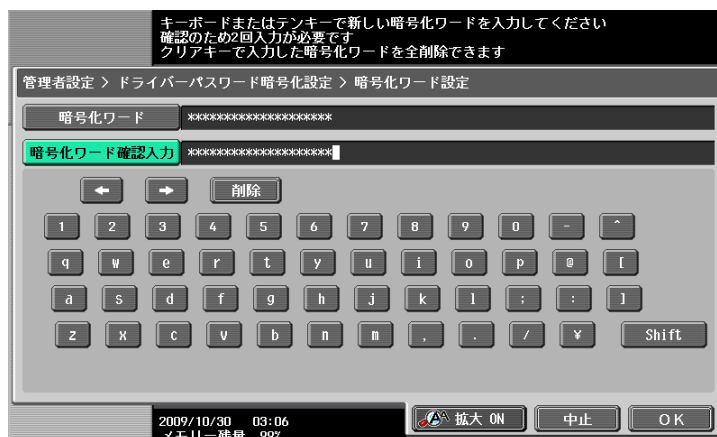 キーボードまたはテンキーで新しい暗号化ワードを入力してください
確認のため2回入力が必要です
クリアキーで入力した暗号化ワードを全削除できます
管理者設定 > ドライバーパスワード暗号化設定 > 暗号化ワード設定
暗号化ワード ********************
暗号化ワード確認入力 ********************
← → 削除
1 2 3 4 5 6 7 8 9 0 - ^
q w e r t y u i o p @ [
a s d f g h j k l ; : ]
z x c v b n m , . / ¥ Shift
拡大 ON 中止 OK
2009/10/30 03:06
メモリー残量 99%